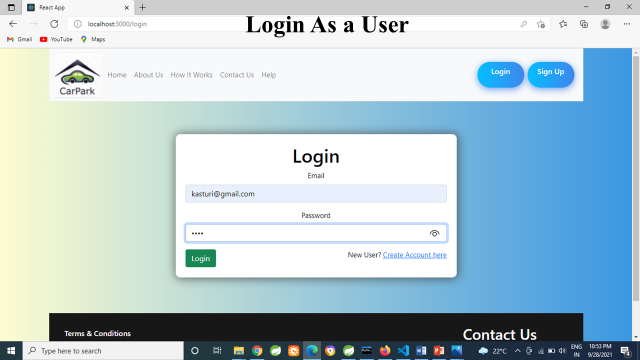 React App
localhost:3000/login
Login As a User
Gmail YouTube Maps
CarPark
Home About Us How it Works Contact Us Help
Login Sign Up
Login
Email
kasturi@gmail.com
Password
••••
Login
New User? Create Account here
Terms & Conditions
Contact Us
Type here to search
22°C
ENG
IN
10:53 PM
9/28/2021